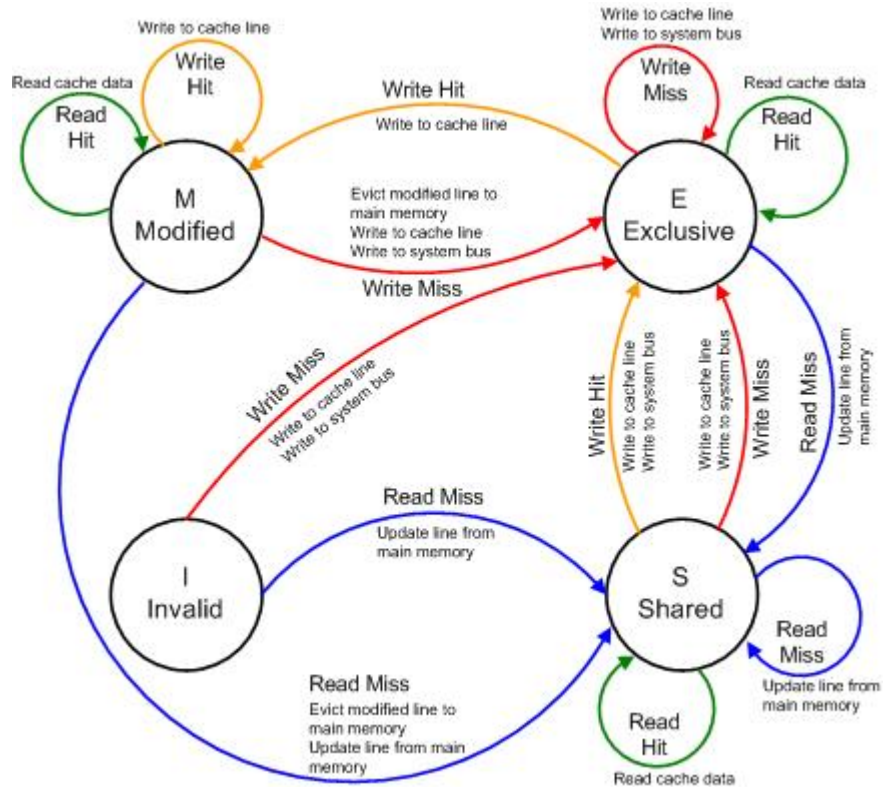 Write to cache line
Write
Hit
Read cache data
Read
Hit
M
Modified
Write Hit
Write to cache line
Write to cache line
Write to system bus
Write
Miss
Read cache data
Read
Hit
E
Exclusive
Evict modified line to
main memory
Write to cache line
Write to system bus
Write Miss
Write Miss
Write to cache line
Write to system bus
Write Hit
Write to cache line
Write to system bus
Write to cache line
Write to system bus
Write Miss
Read Miss
Update line from
main memory
I
Invalid
Read Miss
Update line from
main memory
S
Shared
Read
Miss
Update line from
main memory
Read Miss
Evict modified line to
main memory
Update line from main
memory
Read
Hit
Read cache data